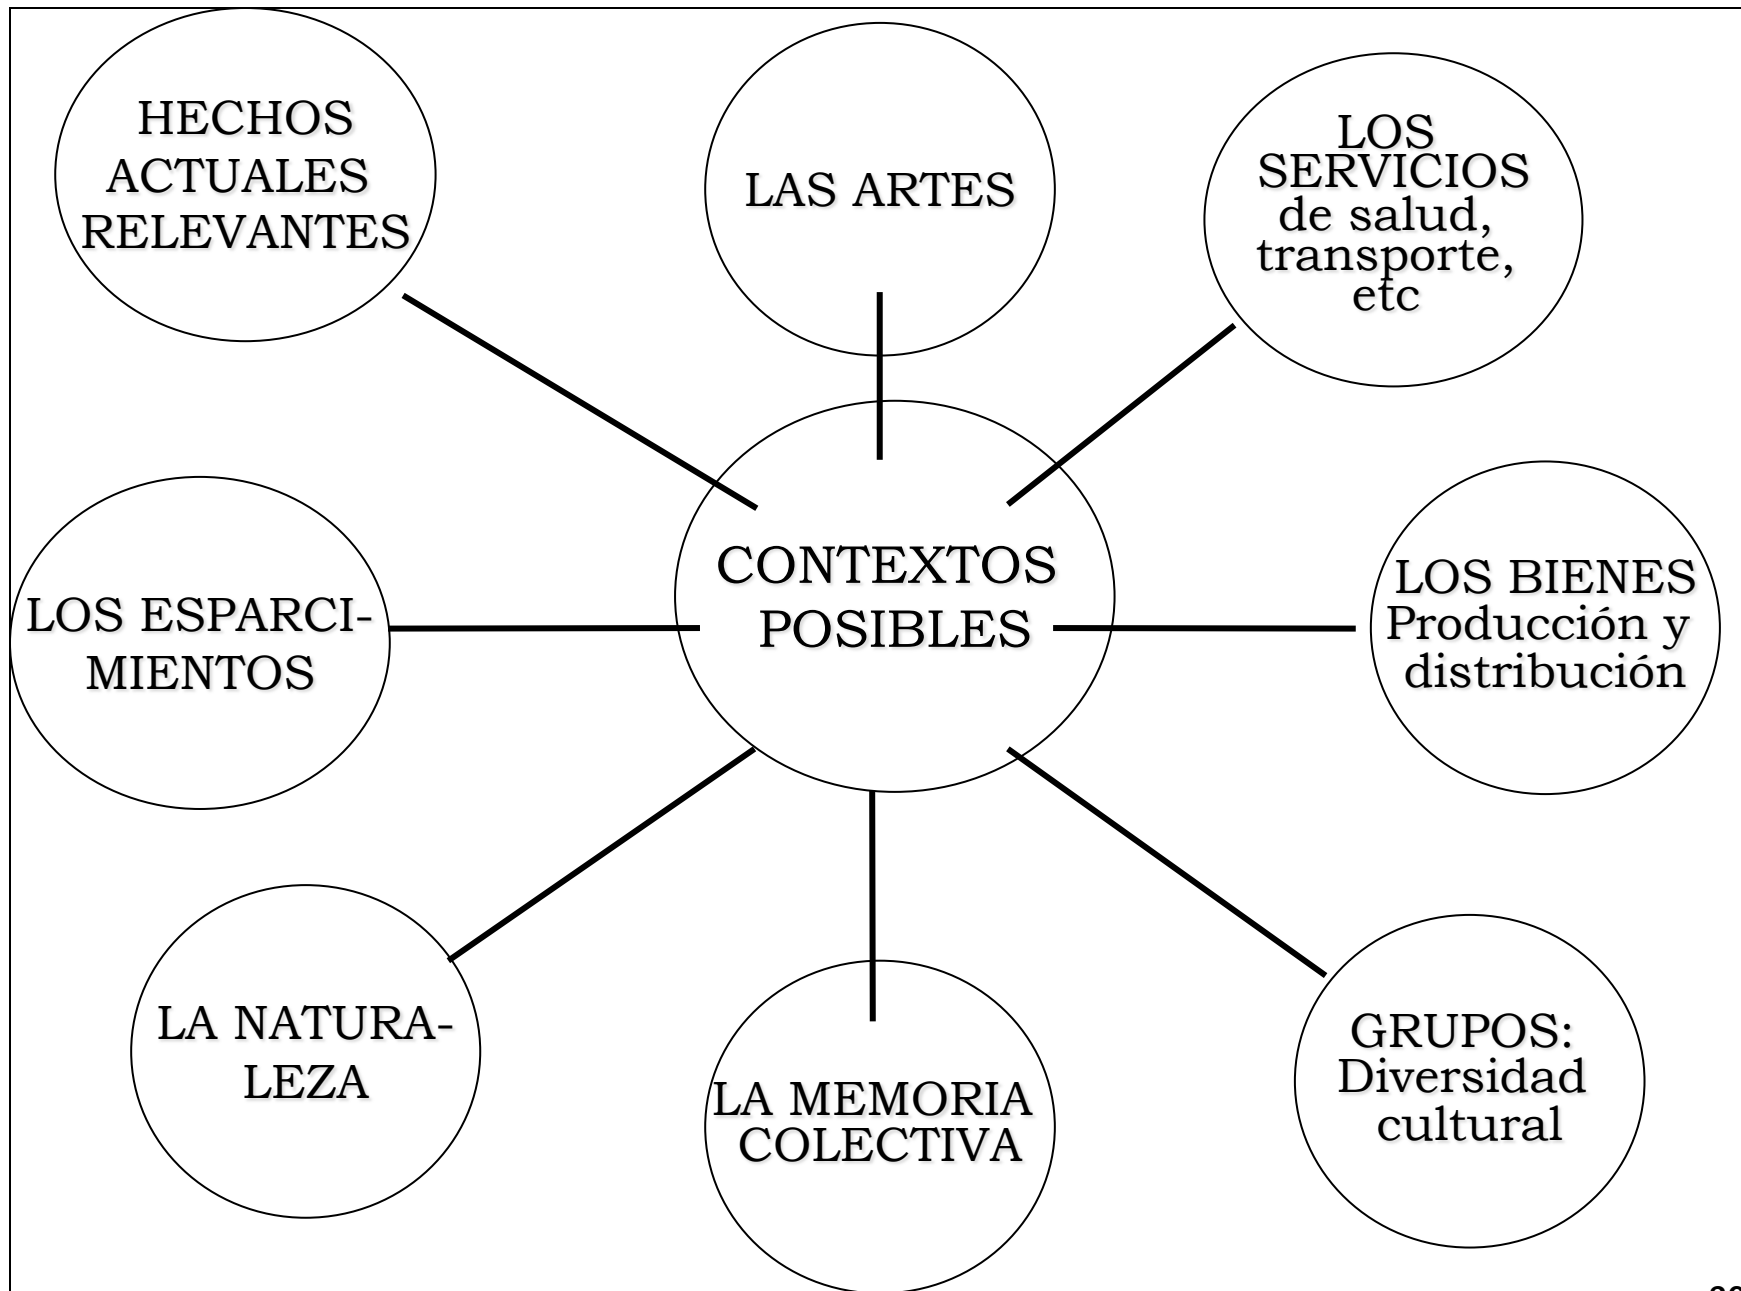 HECHOS
ACTUALES
RELEVANTES
LAS ARTES
LOS
SERVICIOS
de salud,
transporte,
etc
LOS ESPARCI-
MIENTOS
CONTEXTOS
POSIBLES
LOS BIENES
Producción y
distribución
LA NATURA-
LEZA
LA MEMORIA
COLECTIVA
GRUPOS:
Diversidad
cultural